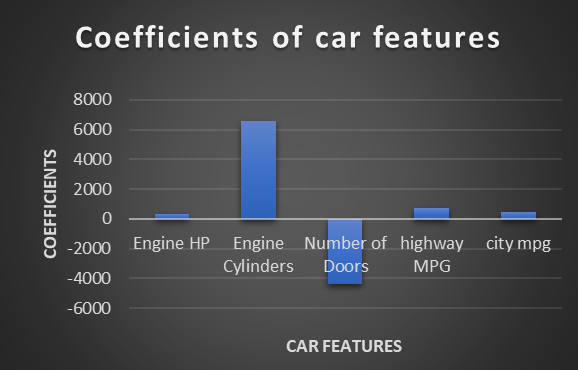 Coefficients of car features
8000
6000
4000
2000
0
-2000
-4000
-6000
COEFFICIENTS
Engine HP
Engine
Cylinders
Number of
Doors
highway
MPG
city mpg
CAR FEATURES